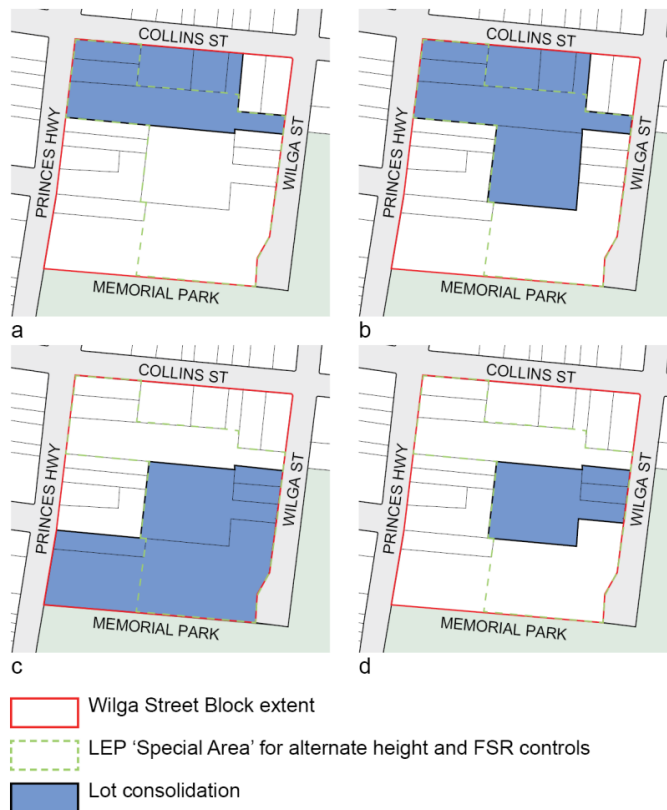 COLLINS ST
PRINCES HWY
WILGA ST
MEMORIAL PARK
a
COLLINS ST
PRINCES HWY
WILGA ST
MEMORIAL PARK
b
COLLINS ST
PRINCES HWY
WILGA ST
MEMORIAL PARK
c
COLLINS ST
PRINCES HWY
WILGA ST
MEMORIAL PARK
d
Wilga Street Block extent
LEP ‘Special Area’ for alternate height and FSR controls
Lot consolidation